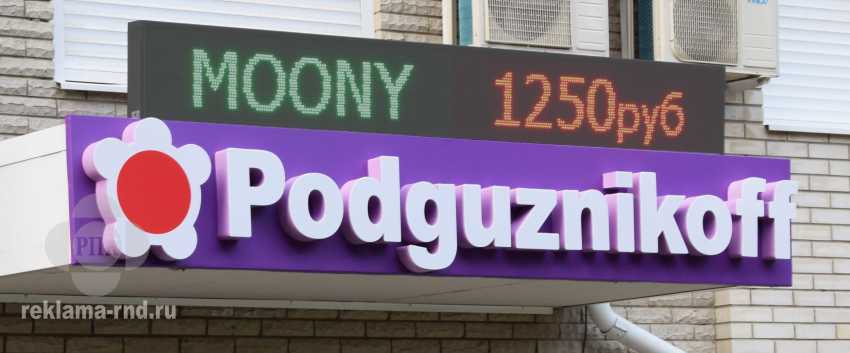 MOONY 1250руб
Podguznikoff
reklama-rnd.ru